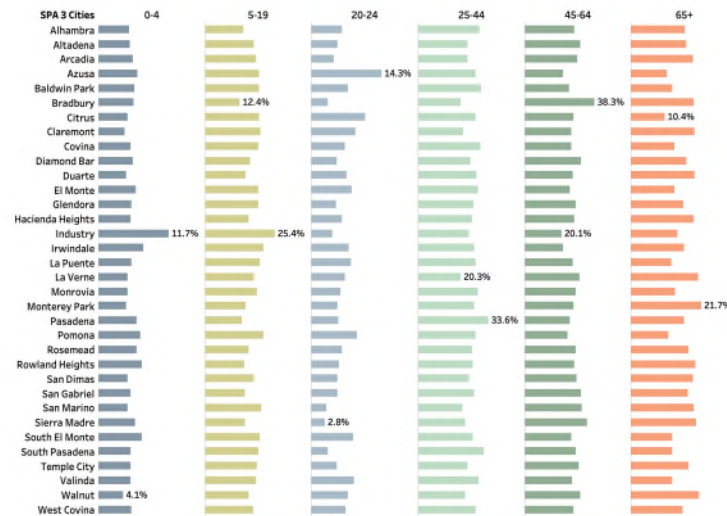 SPA 3 Cities 0-4 5-19 20-24 25-44 45-64 65+
Alhambra
Altadena
Arcadia
Azusa 14.3%
Baldwin Park
Bradbury 12.4% 38.3%
Citrus 10.4%
Claremont
Covina
Diamond Bar
Duarte
El Monte
Glendora
Hacienda Heights
Industry 11.7% 25.4% 20.1%
Irwindale
La Puente
La Verne 20.3%
Monrovia
Monterey Park 21.7%
Pasadena 33.6%
Pomona
Rosemead
Rowland Heights
San Dimas
San Gabriel
San Marino
Sierra Madre 2.8%
South El Monte
South Pasadena
Temple City
Valinda
Walnut 4.1%
West Covina